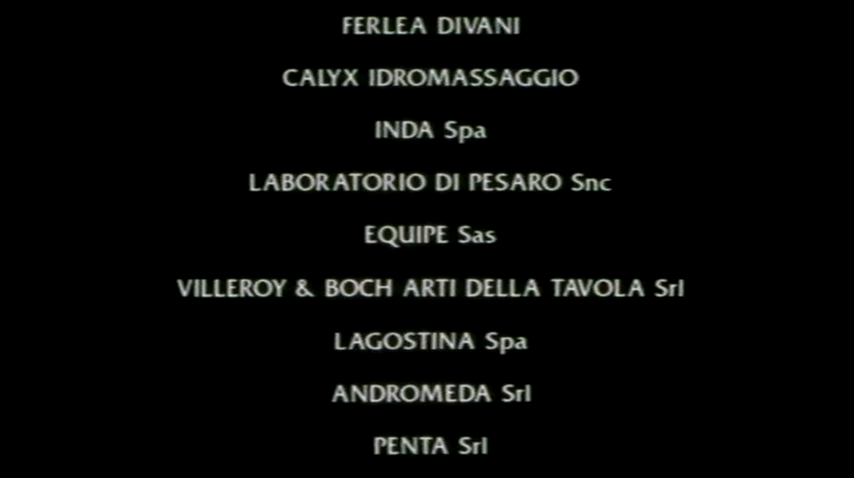 FERLEA DIVANI
CALYX IDROMASSAGGIO
INDA Spa
LABORATORIO DI PESARO Snc
EQUIPE Sas
VILLEROY & BOCH ARTI DELLA TAVOLA Srl
LAGOSTINA Spa
ANDROMEDA Srl
PENTA Srl